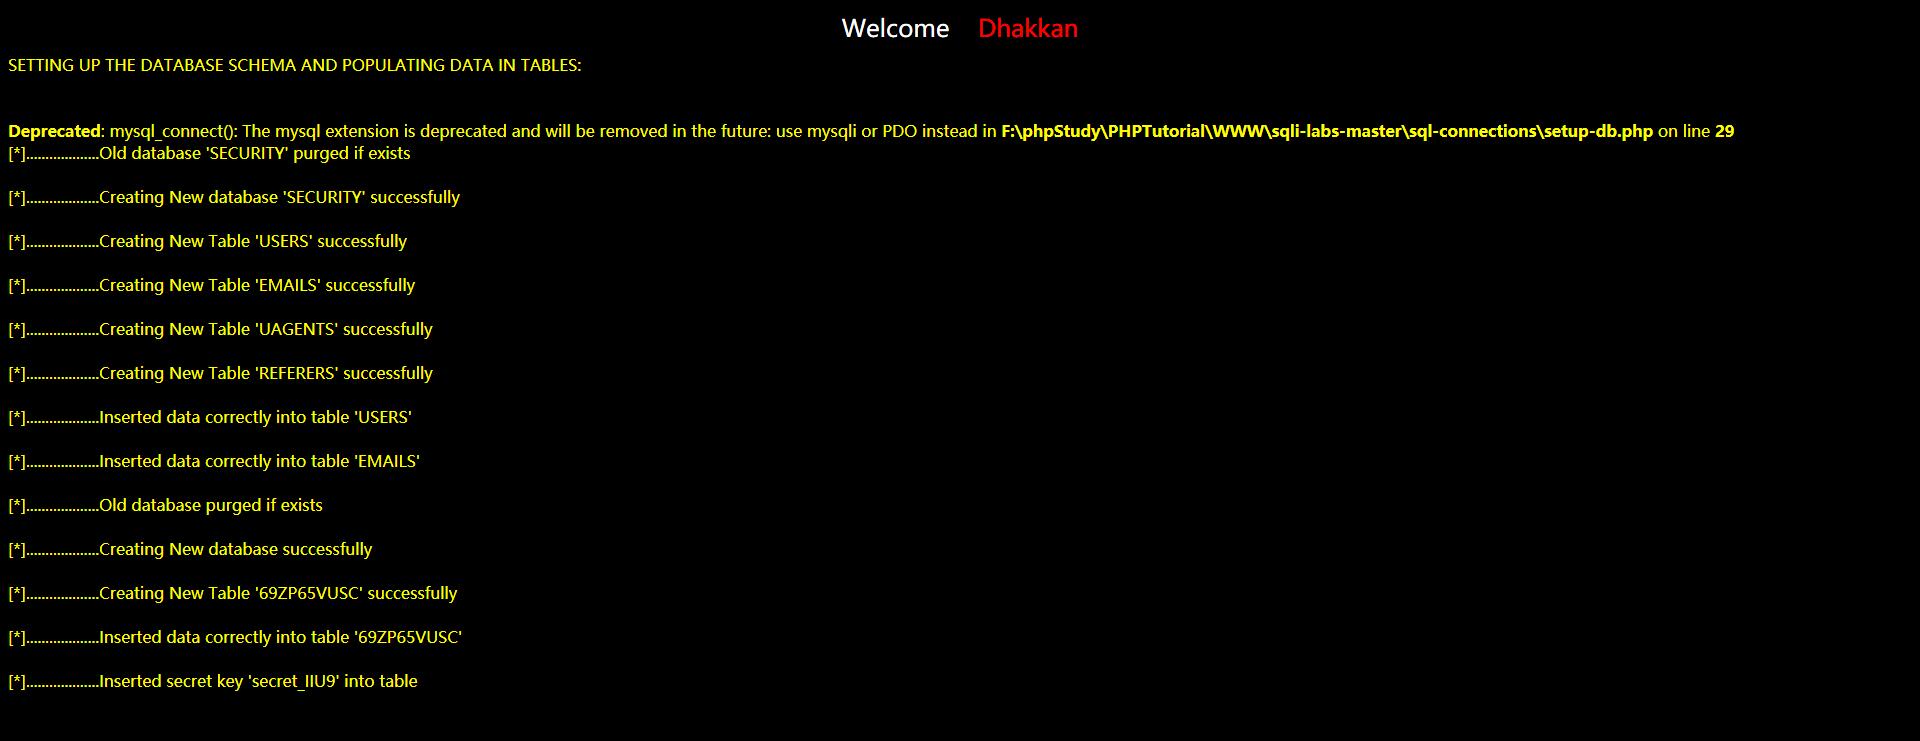 Welcome Dhakkan
SETTING UP THE DATABASE SCHEMA AND POPULATING DATA IN TABLES:
Deprecated: mysql_connect(): The mysql extension is deprecated and will be removed in the future: use mysqli or PDO instead in F:\phpStudy\PHPTutorial\WWW\sqli-labs-master\sql-connections\setup-db.php on line 29
[*]...................Old database 'SECURITY' purged if exists
[*]...................Creating New database 'SECURITY' successfully
[*]...................Creating New Table 'USERS' successfully
[*]...................Creating New Table 'EMAILS' successfully
[*]...................Creating New Table 'UAGENTS' successfully
[*]...................Creating New Table 'REFERERS' successfully
[*]...................Inserted data correctly into table 'USERS'
[*]...................Inserted data correctly into table 'EMAILS'
[*]...................Old database purged if exists
[*]...................Creating New database successfully
[*]...................Creating New Table '69ZP65VUSC' successfully
[*]...................Inserted data correctly into table '69ZP65VUSC'
[*]...................Inserted secret key 'secret_IIU9' into table